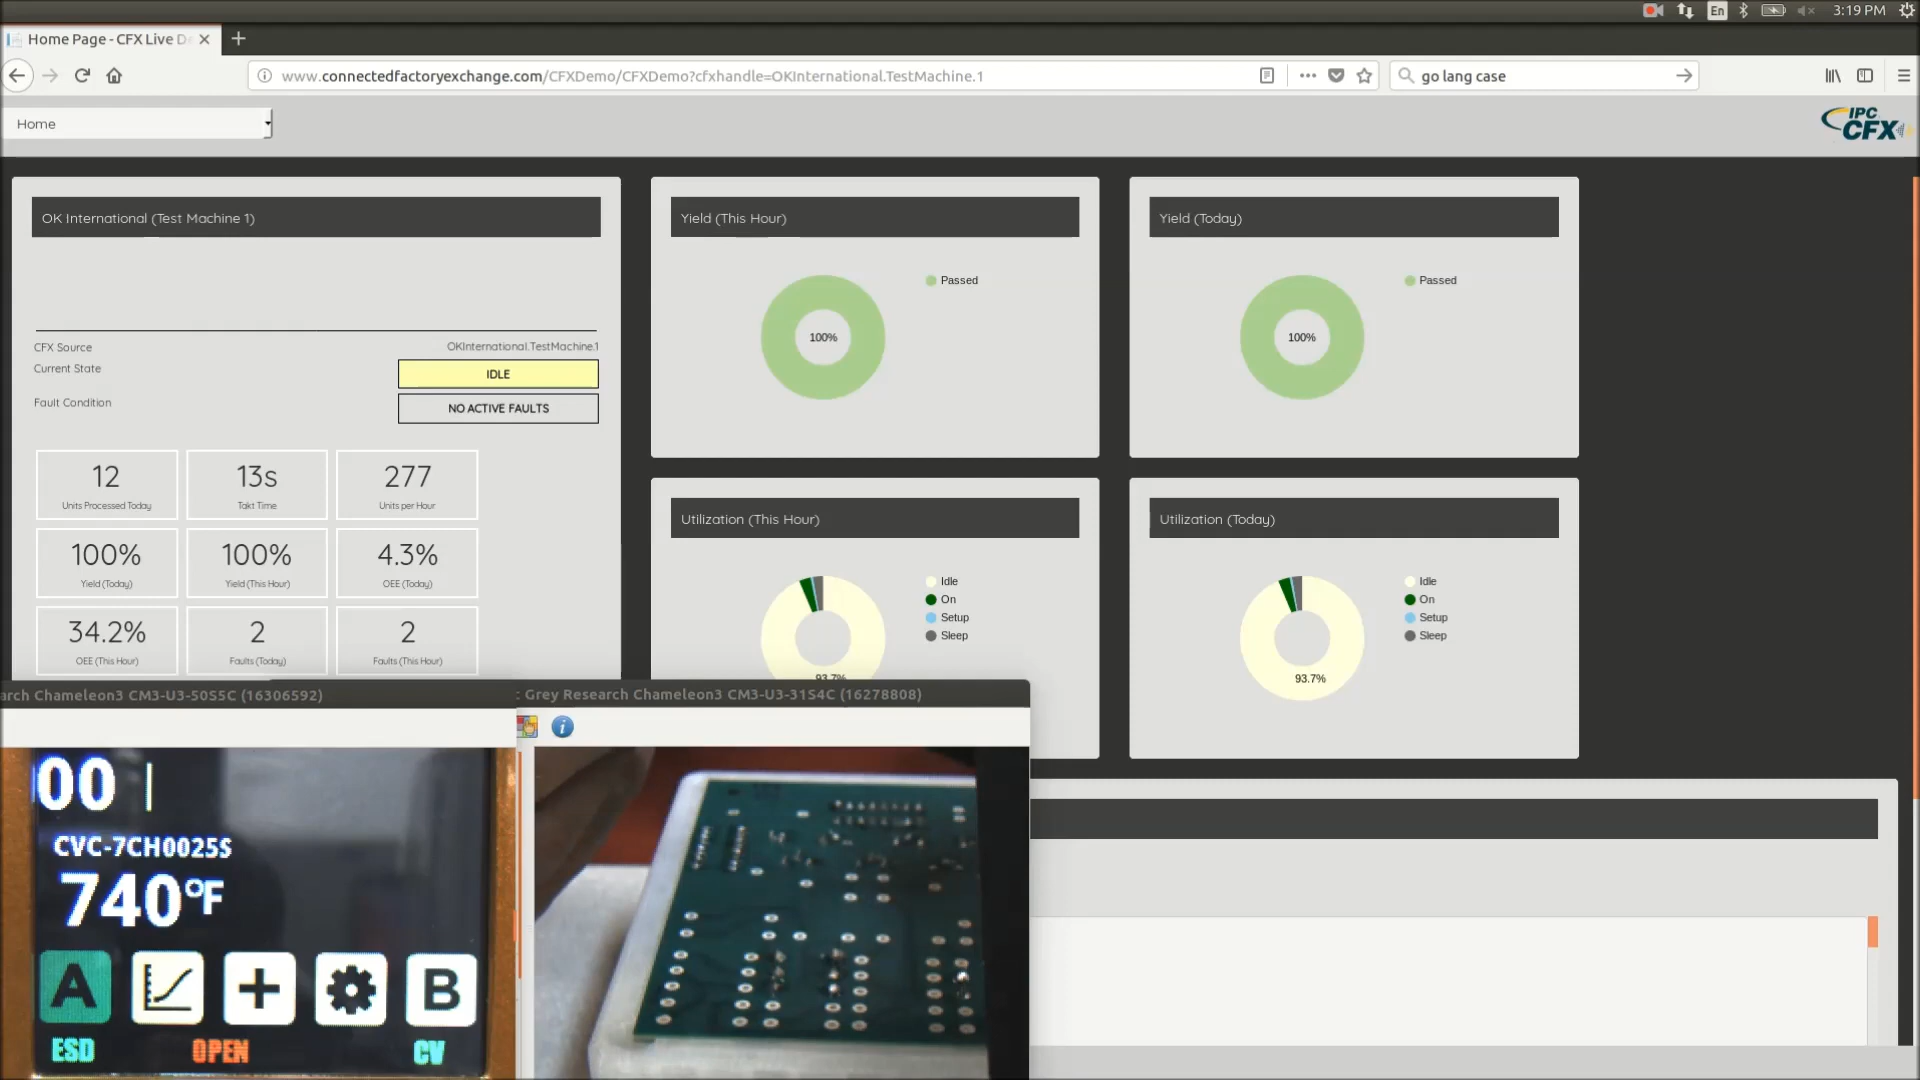 En
3:19 PM
Home Page - CFX Live De
www.connectedfactoryexchange.com/CFXDemo/CFXDemo?cfxhandle=OKInternational.TestMachine.1
go lang case
Home
IPC
CFX
OK International (Test Machine 1)
CFX Source
OKInternational.TestMachine.1
Current State
IDLE
Fault Condition
NO ACTIVE FAULTS
12
Units Processed Today
13s
Takt Time
277
Units per Hour
100%
Yield (Today)
100%
Yield (This Hour)
4.3%
OEE (Today)
34.2%
OEE (This Hour)
2
Faults (Today)
2
Faults (This Hour)
Yield (This Hour)
100%
Passed
Yield (Today)
100%
Passed
Utilization (This Hour)
Idle
On
Setup
Sleep
93.7%
Utilization (Today)
Idle
On
Setup
Sleep
93.7%
arch Chameleon3 CM3-U3-50S5C (16306592)
00
CVC-7CH0025S
740°F
A
B
ESD
OPEN
CV
: Grey Research Chameleon3 CM3-U3-31S4C (16278808)
i